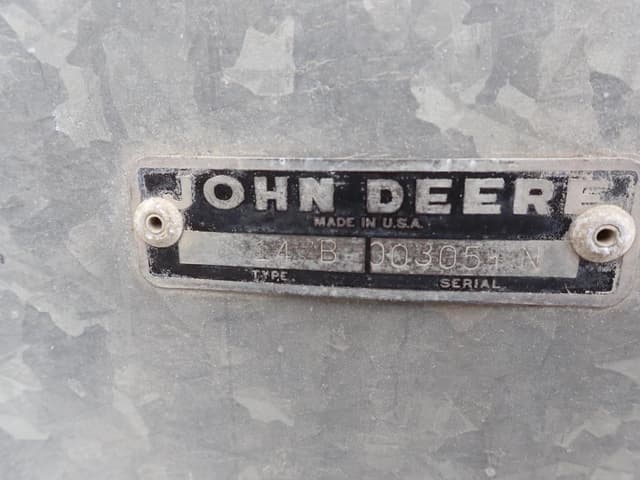 JOHN DEERE
MADE IN U.S.A.
14 B 003051 N
TYPE SERIAL